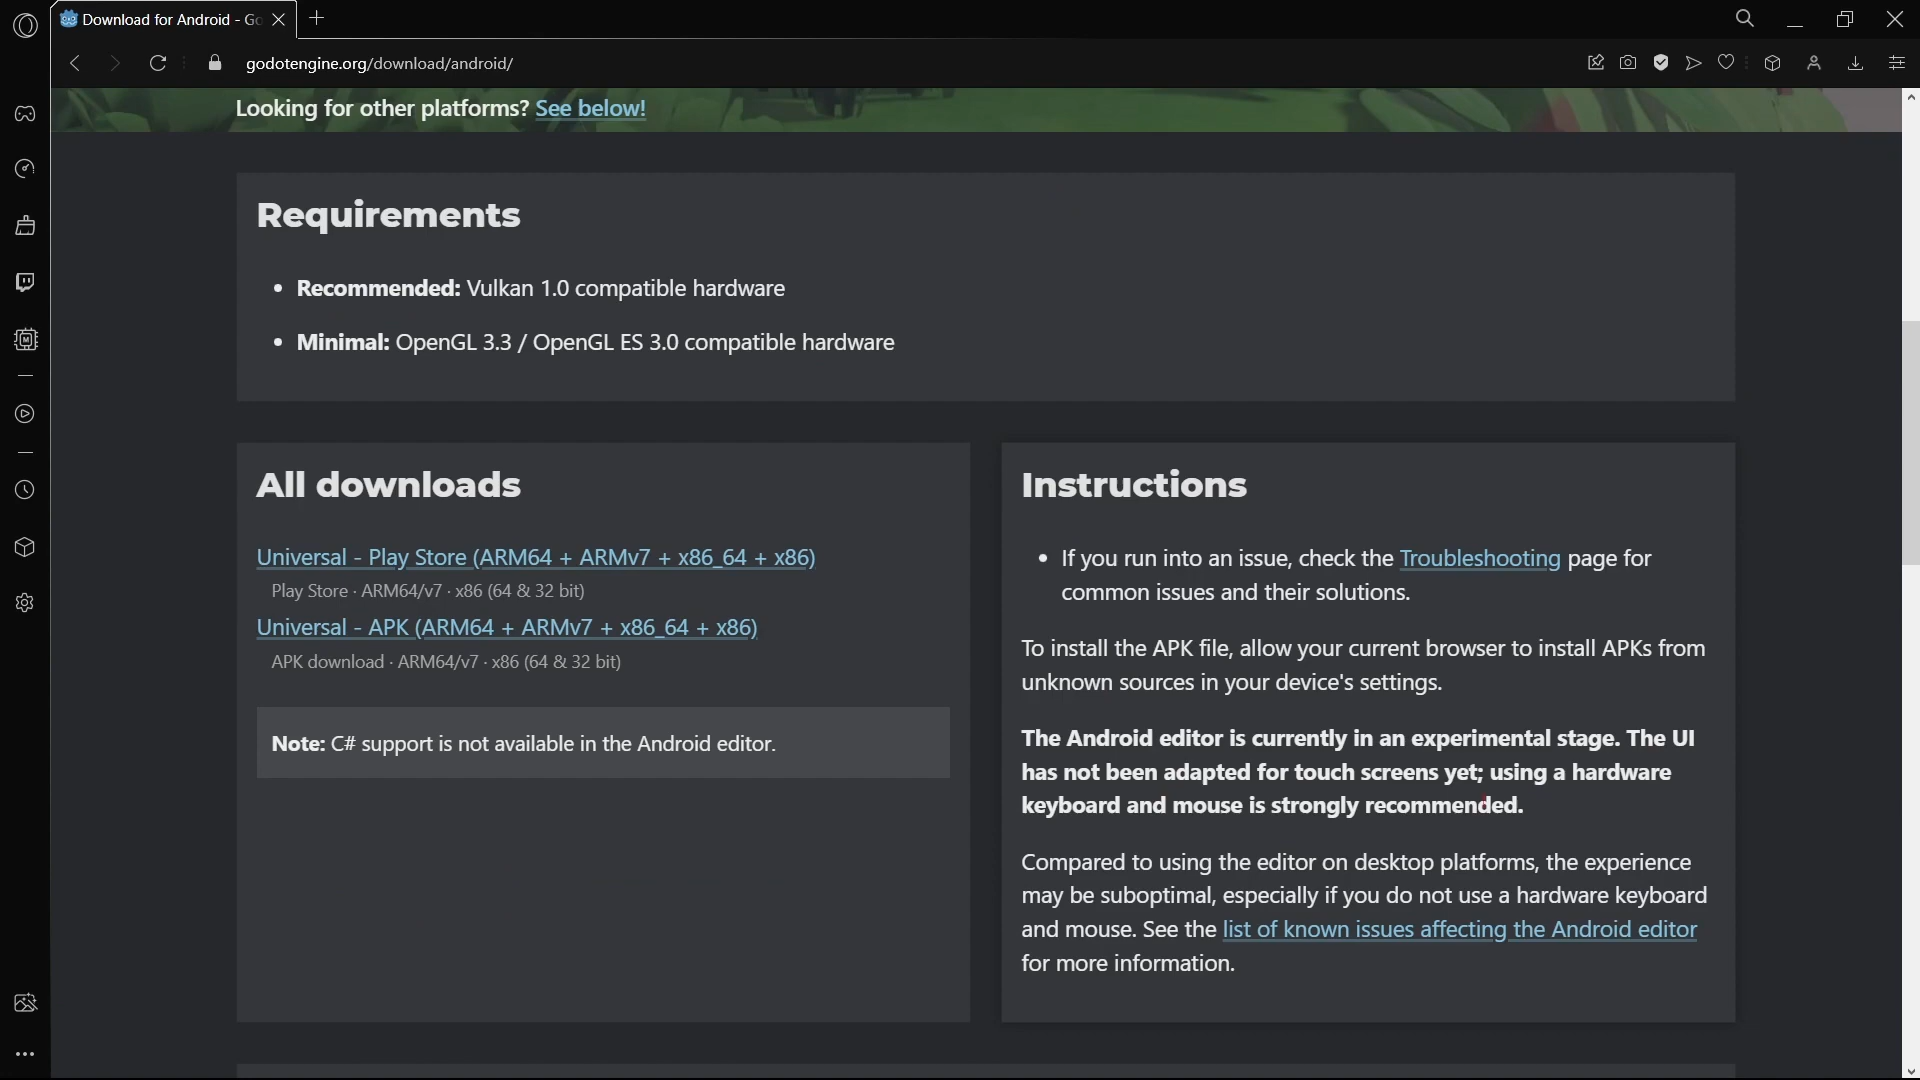 Download for Android - Go
godotengine.org/download/android/
Looking for other platforms? See below!
Requirements
• Recommended: Vulkan 1.0 compatible hardware
• Minimal: OpenGL 3.3 / OpenGL ES 3.0 compatible hardware
All downloads
Universal - Play Store (ARM64 + ARMv7 + x86_64 + x86)
Play Store · ARM64/v7 · x86 (64 & 32 bit)
Universal - APK (ARM64 + ARMv7 + x86_64 + x86)
APK download · ARM64/v7 · x86 (64 & 32 bit)
Note: C# support is not available in the Android editor.
Instructions
• If you run into an issue, check the Troubleshooting page for
common issues and their solutions.
To install the APK file, allow your current browser to install APKs from
unknown sources in your device's settings.
The Android editor is currently in an experimental stage. The UI
has not been adapted for touch screens yet; using a hardware
keyboard and mouse is strongly recommended.
Compared to using the editor on desktop platforms, the experience
may be suboptimal, especially if you do not use a hardware keyboard
and mouse. See the list of known issues affecting the Android editor
for more information.